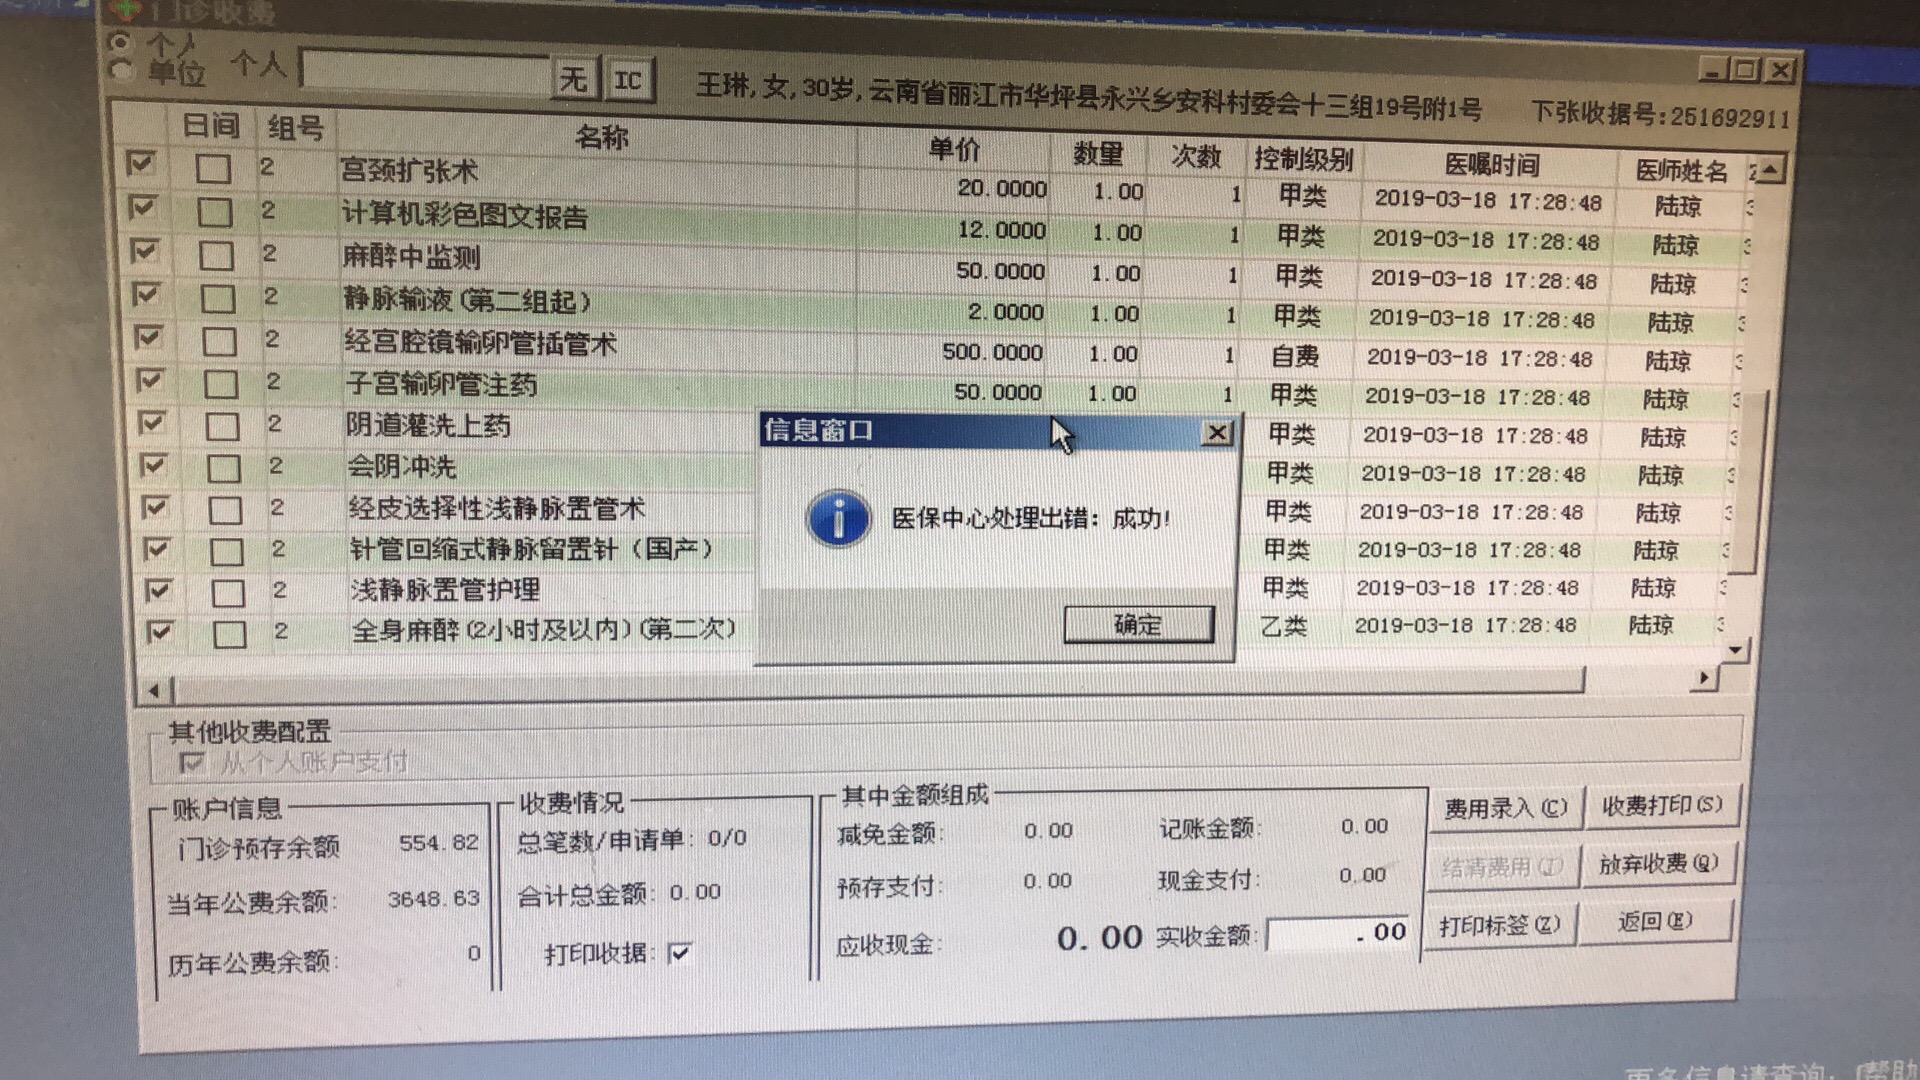 门诊收费
个人
单位
个人 无 IC 王琳,女,30岁,云南省丽江市华坪县永兴乡安科村委会十三组19号附1号 下张收据号:251692911
日间 组号 名称 单价 数量 次数 控制级别 医嘱时间 医师姓名
2 宫颈扩张术 20.0000 1.00 1 甲类 2019-03-18 17:28:48 陆琼
2 计算机彩色图文报告 12.0000 1.00 1 甲类 2019-03-18 17:28:48 陆琼
2 麻醉中监测 50.0000 1.00 1 甲类 2019-03-18 17:28:48 陆琼
2 静脉输液(第二组起) 2.0000 1.00 1 甲类 2019-03-18 17:28:48 陆琼
2 经宫腔镜输卵管插管术 500.0000 1.00 1 自费 2019-03-18 17:28:48 陆琼
2 子宫输卵管注药 50.0000 1.00 1 甲类 2019-03-18 17:28:48 陆琼
2 阴道灌洗上药 甲类 2019-03-18 17:28:48 陆琼
2 会阴冲洗 甲类 2019-03-18 17:28:48 陆琼
2 经皮选择性浅静脉置管术 甲类 2019-03-18 17:28:48 陆琼
2 针管回缩式静脉留置针（国产） 甲类 2019-03-18 17:28:48 陆琼
2 浅静脉置管护理 甲类 2019-03-18 17:28:48 陆琼
2 全身麻醉(2小时及以内)(第二次) 乙类 2019-03-18 17:28:48 陆琼
信息窗口
医保中心处理出错：成功!
确定
其他收费配置
从个人账户支付
账户信息
门诊预存余额 554.82
当年公费余额: 3648.63
历年公费余额: 0
收费情况
总笔数/申请单: 0/0
合计总金额: 0.00
打印收据:
其中金额组成
减免金额: 0.00 记账金额: 0.00
预存支付: 0.00 现金支付: 0.00
应收现金: 0.00 实收金额: .00
费用录入(C) 收费打印(S)
结清费用(T) 放弃收费(Q)
打印标签(Z) 返回(E)
更多信息请查询：[帮助